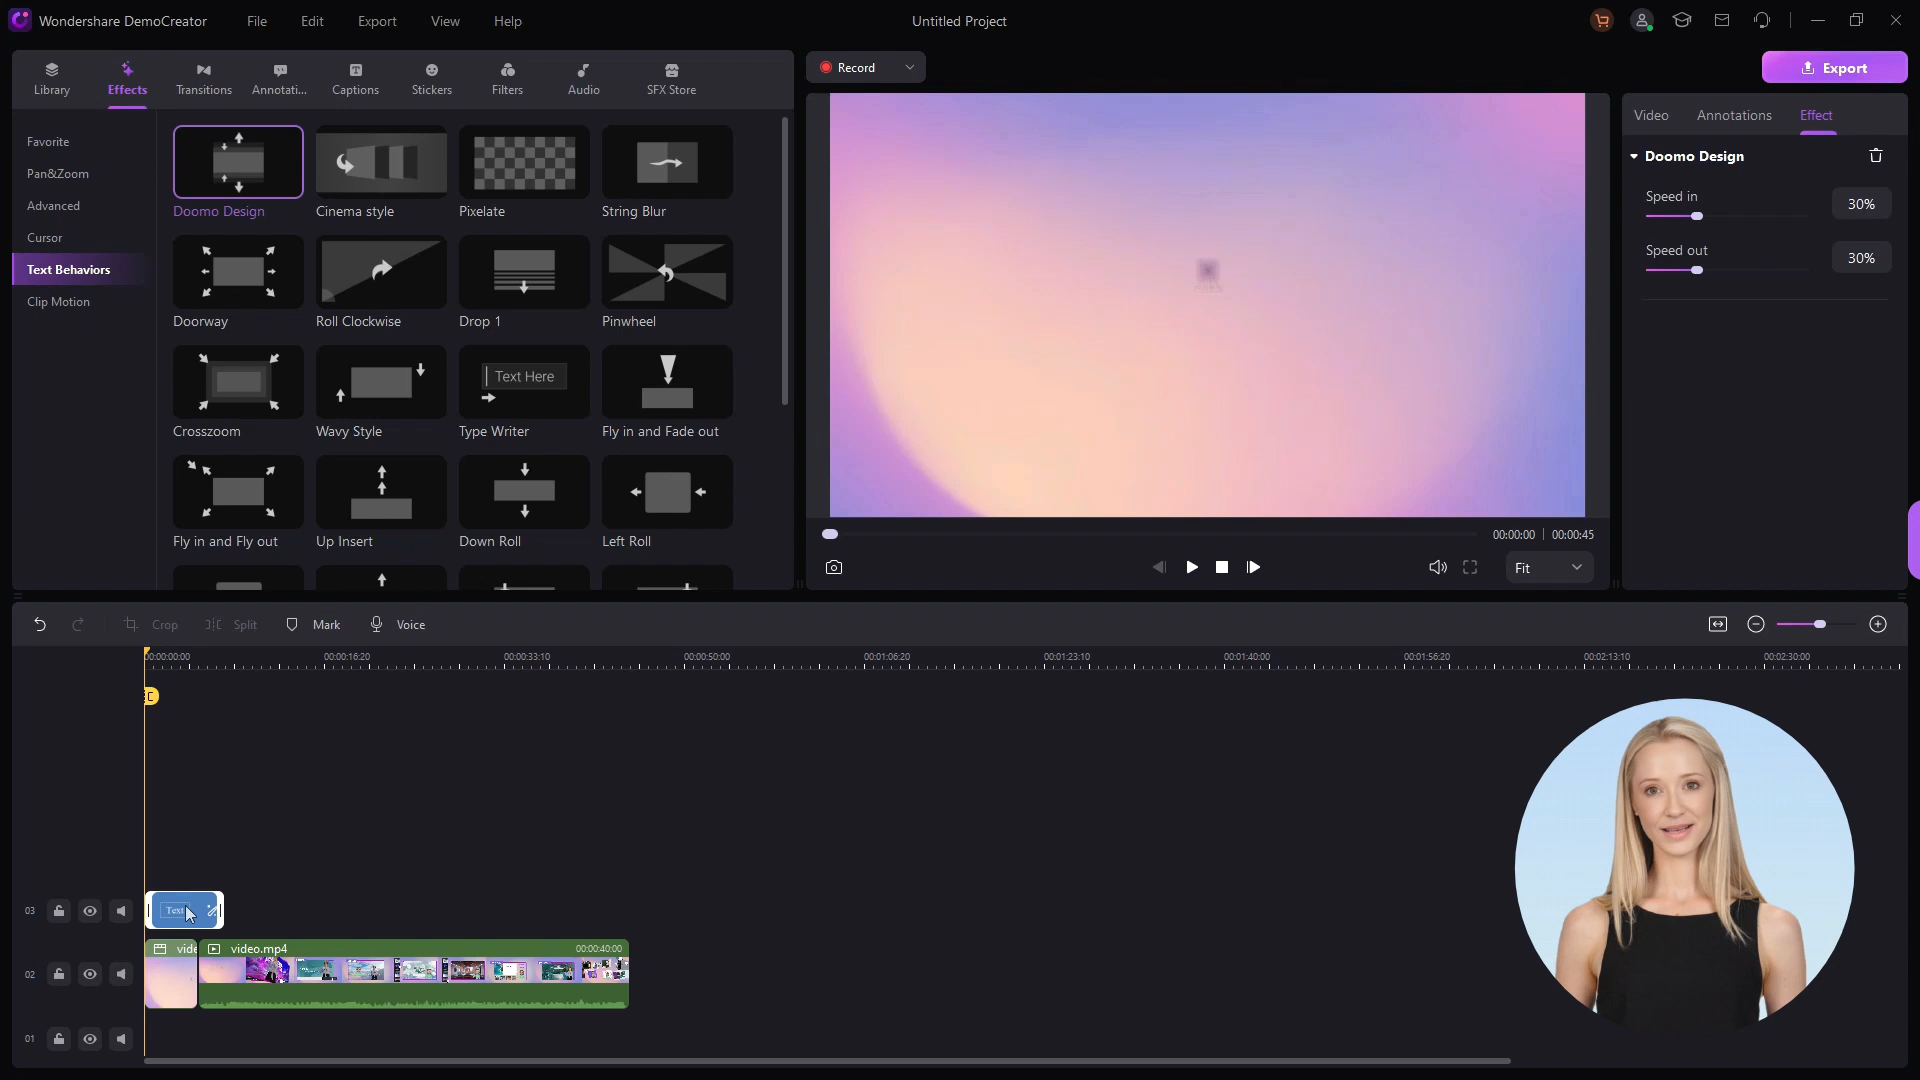 Wondershare DemoCreator File Edit Export View Help Untitled Project
Library Effects Transitions Annotati... Captions Stickers Filters Audio SFX Store
Record
Export
Video Annotations Effect
Favorite
Pan&Zoom
Advanced
Cursor
Text Behaviors
Clip Motion
Doomo Design Cinema style Pixelate String Blur
Doorway Roll Clockwise Drop 1 Pinwheel
Text Here
Crosszoom Wavy Style Type Writer Fly in and Fade out
Fly in and Fly out Up Insert Down Roll Left Roll
Doomo Design
Speed in 30%
Speed out 30%
00:00:00 | 00:00:45
Fit
Crop Split Mark Voice
00:00:00:00 00:00:16:20 00:00:33:10 00:00:50:00 00:01:06:20 00:01:23:10 00:01:40:00 00:01:56:20 00:02:13:10 00:02:30:00
03 Text
vide video.mp4 00:00:40:00
02
01